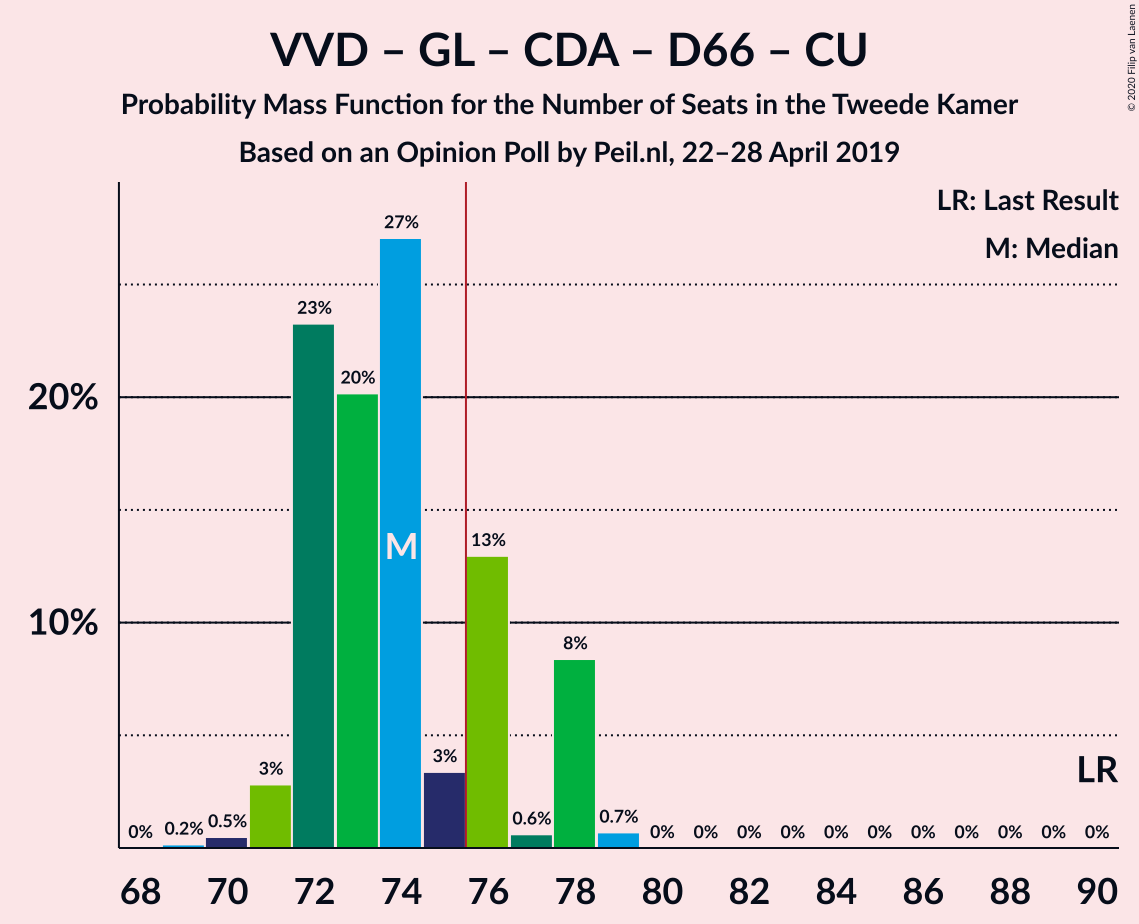 VVD – GL – CDA – D66 – CU
Probability Mass Function for the Number of Seats in the Tweede Kamer
Based on an Opinion Poll by Peil.nl, 22–28 April 2019
© 2020 Filip van Laenen
LR: Last Result
M: Median
20%
10%
0% 0.2% 0.5% 3% 23% 20% 27% 3% 13% 0.6% 8% 0.7% 0% 0% 0% 0% 0% 0% 0% 0% 0% 0% 0%
M
LR
68 70 72 74 76 78 80 82 84 86 88 90